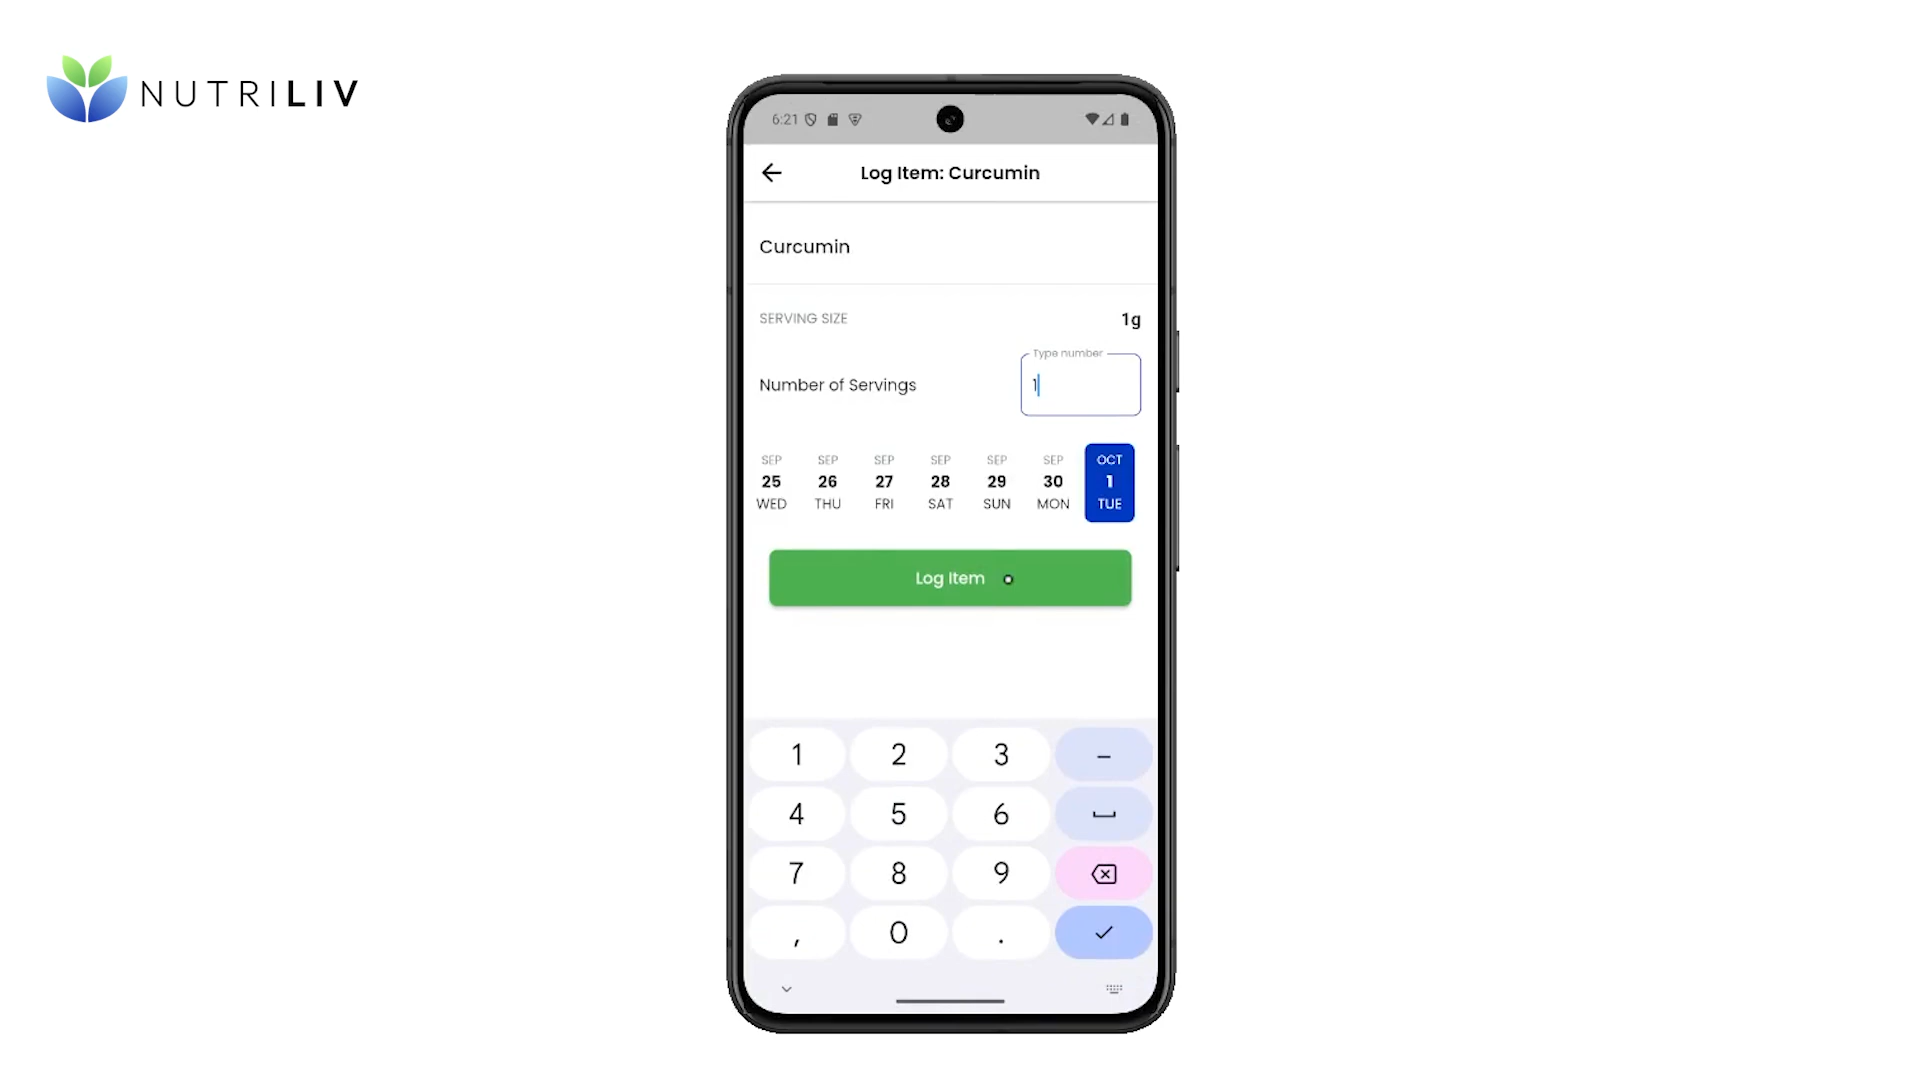 NUTRILIV
6:21
Log Item: Curcumin
Curcumin
SERVING SIZE
1g
Type number
Number of Servings
1
SEP SEP SEP SEP SEP SEP OCT
25 26 27 28 29 30 1
WED THU FRI SAT SUN MON TUE
Log Item
1 2 3 –
4 5 6
7 8 9
, 0 .